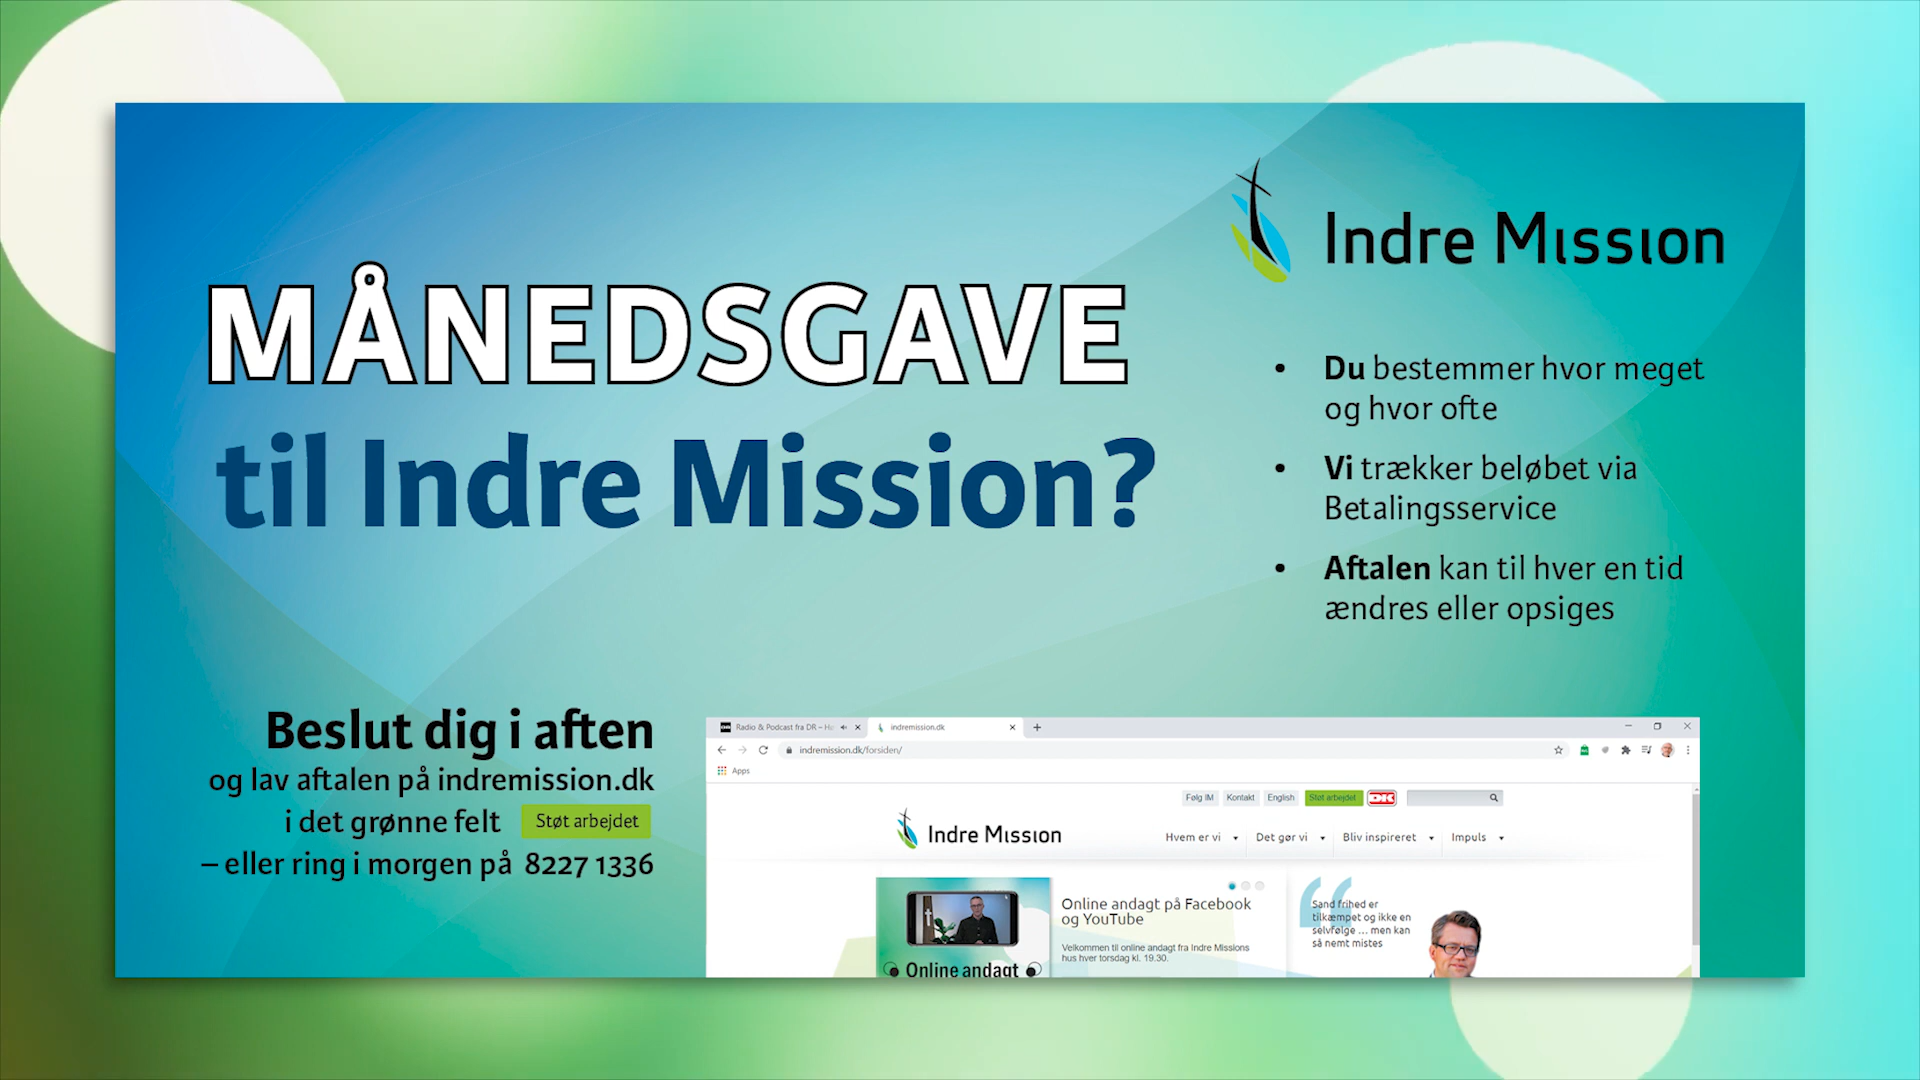 Indre Mission
MÅNEDSGAVE
til Indre Mission?
• Du bestemmer hvor meget
og hvor ofte
• Vi trækker beløbet via
Betalingsservice
• Aftalen kan til hver en tid
ændres eller opsiges
Beslut dig i aften
og lav aftalen på indremission.dk
i det grønne felt Støt arbejdet
– eller ring i morgen på 8227 1336
Radio & Podcast fra DR – indremission.dk
indremission.dk/forsiden/
Apps
Følg IM Kontakt English Støt arbejdet DK
Indre Mission
Hvem er vi Det gør vi Bliv inspireret Impuls
Online andagt på Facebook
og YouTube
Velkommen til online andagt fra Indre Missions
hus hver torsdag kl. 19.30.
Online andagt
Sand frihed er
tilkæmpet og ikke en
selvfølge ... men kan
så nemt mistes